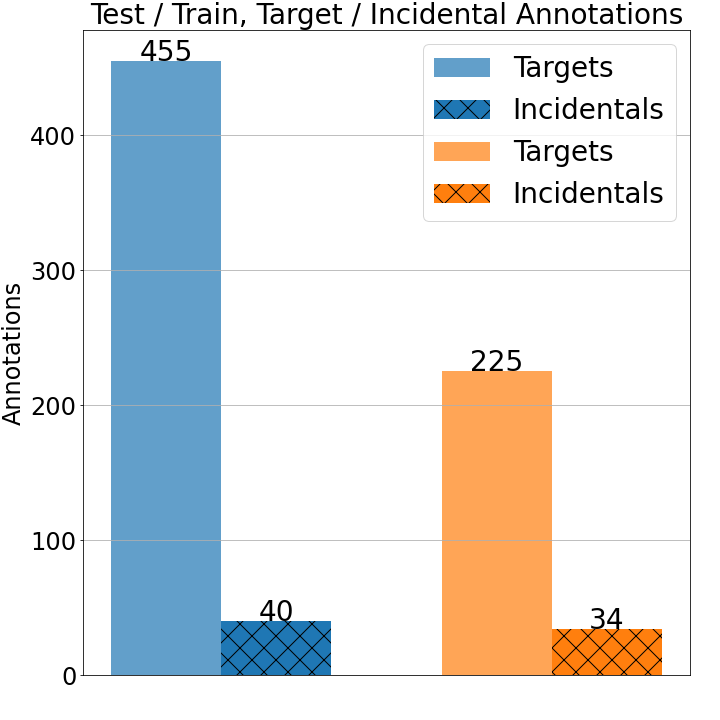 Test / Train, Target / Incidental Annotations
455
Targets
Incidentals
Targets
Incidentals
400
300
225
200
100
40
34
0
Annotations